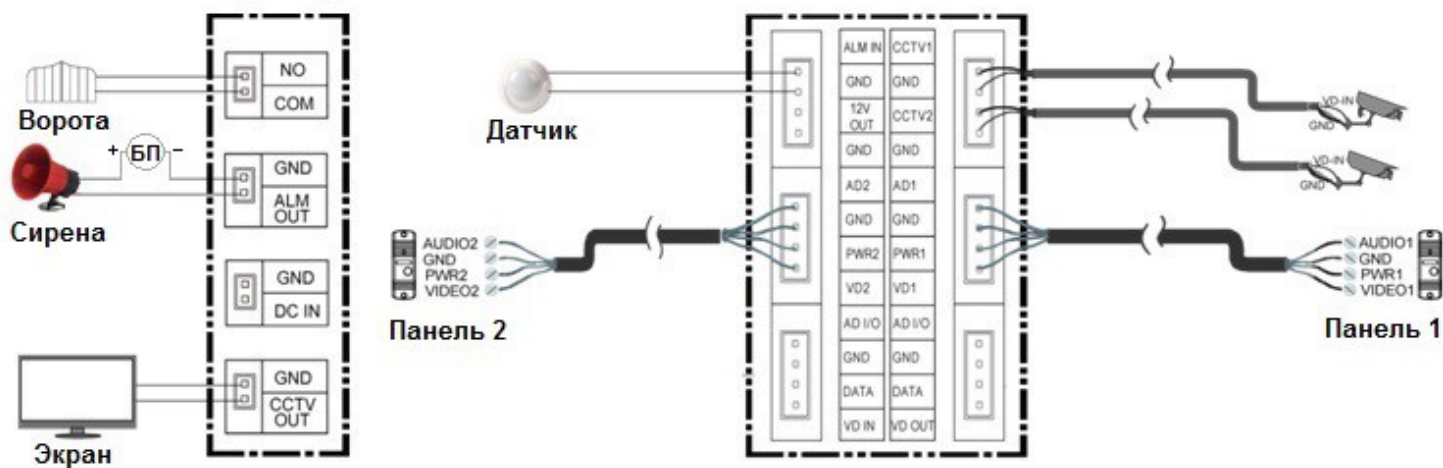 NO
COM
Ворота
+ БП −
GND
ALM
OUT
Сирена
GND
DC IN
GND
CCTV
OUT
Экран
Датчик
AUDIO2
GND
PWR2
VIDEO2
Панель 2
ALM IN CCTV1
GND GND
12V
OUT CCTV2
GND GND
AD2 AD1
GND GND
PWR2 PWR1
VD2 VD1
AD I/O AD I/O
GND GND
DATA DATA
VD IN VD OUT
VD-IN
GND
VD-IN
GND
AUDIO1
GND
PWR1
VIDEO1
Панель 1